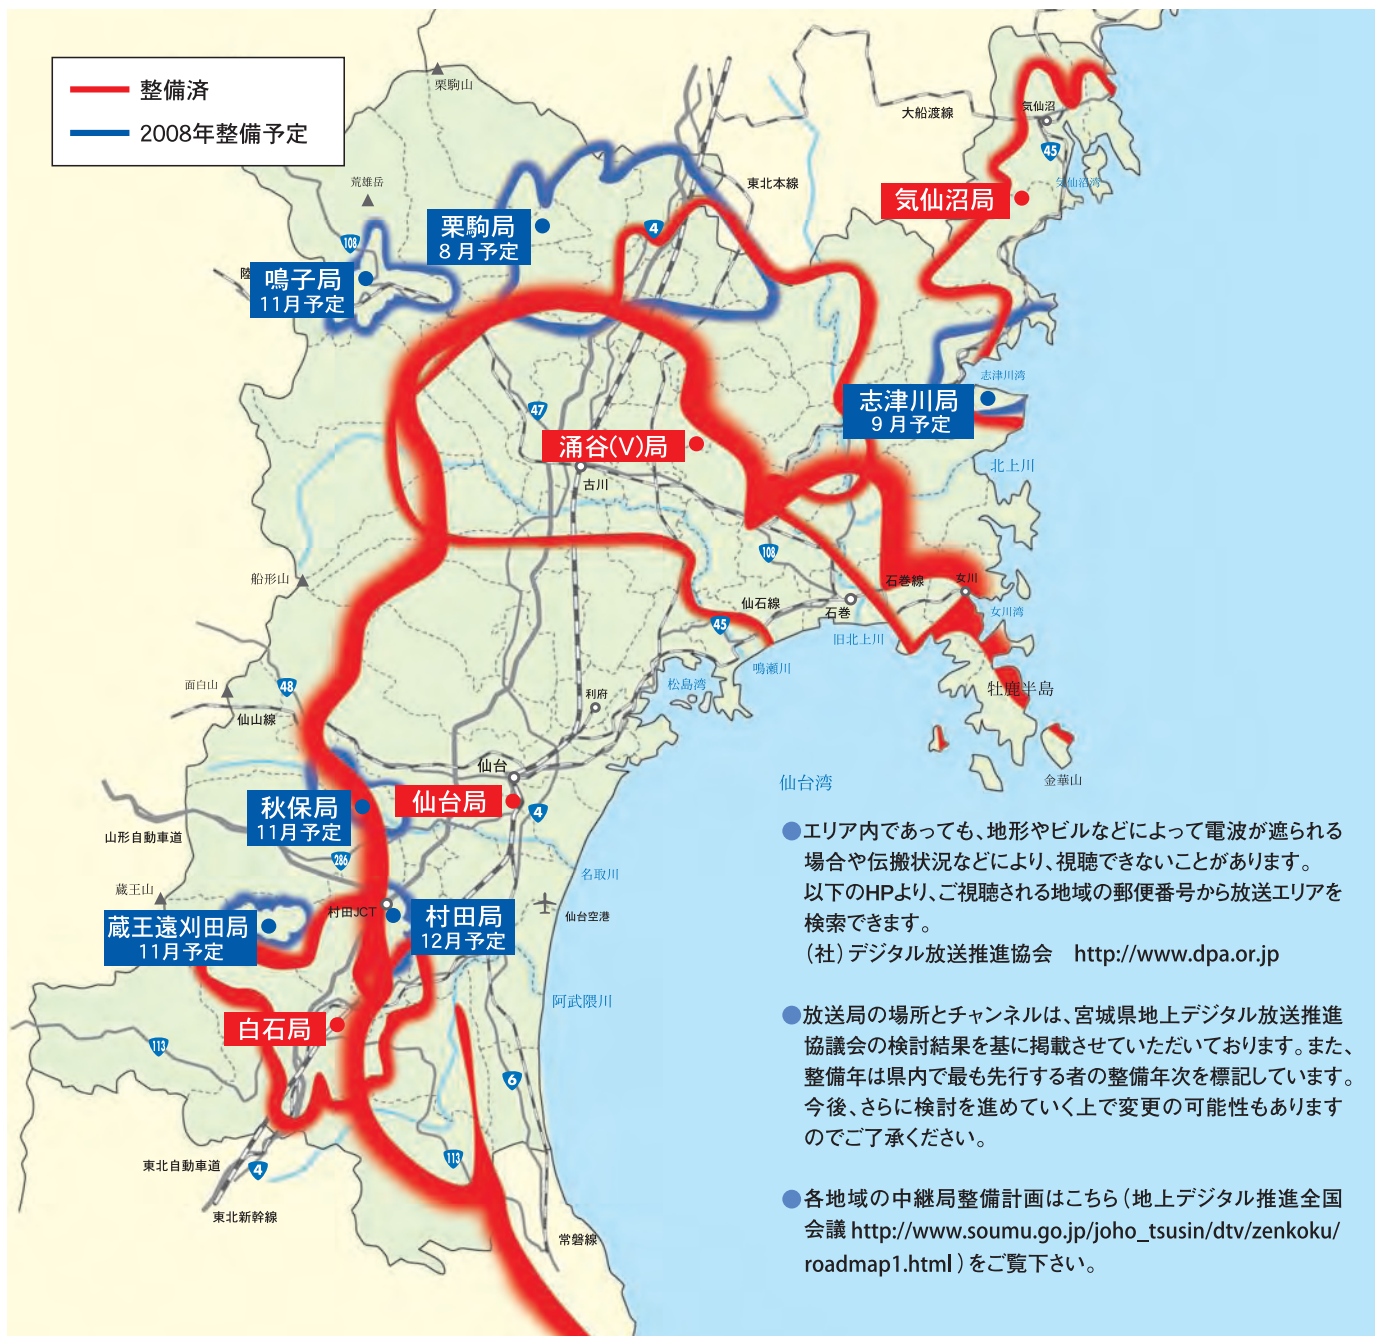 整備済
2008年整備予定
栗駒山
荒雄岳
108
陸
鳴子局
11月予定
栗駒局
8月予定
4
東北本線
大船渡線
気仙沼
45
気仙沼湾
気仙沼局
志津川湾
志津川局
9月予定
47
涌谷(V)局
古川
北上川
108
石巻線
女川
女川湾
仙石線
石巻
45
旧北上川
鳴瀬川
松島湾
利府
牡鹿半島
金華山
仙台湾
船形山
面白山
48
仙山線
仙台
仙台局
4
秋保局
11月予定
山形自動車道
286
名取川
蔵王山
村田JCT
仙台空港
蔵王遠刈田局
11月予定
村田局
12月予定
阿武隈川
白石局
113
6
113
東北自動車道
4
東北新幹線
常磐線
●エリア内であっても、地形やビルなどによって電波が遮られる
場合や伝搬状況などにより、視聴できないことがあります。
以下のHPより、ご視聴される地域の郵便番号から放送エリアを
検索できます。
（社）デジタル放送推進協会　http://www.dpa.or.jp
●放送局の場所とチャンネルは、宮城県地上デジタル放送推進
協議会の検討結果を基に掲載させていただいております。また、
整備年は県内で最も先行する者の整備年次を標記しています。
今後、さらに検討を進めていく上で変更の可能性もあります
のでご了承ください。
●各地域の中継局整備計画はこちら（地上デジタル推進全国
会議 http://www.soumu.go.jp/joho_tsusin/dtv/zenkoku/
roadmap1.html ）をご覧下さい。